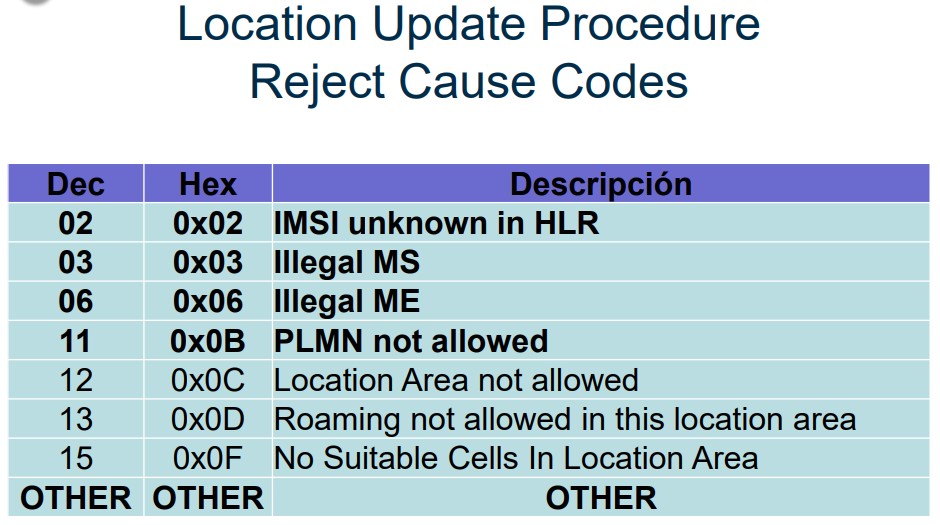 Location Update Procedure
Reject Cause Codes
Dec Hex Descripción
02 0x02 IMSI unknown in HLR
03 0x03 Illegal MS
06 0x06 Illegal ME
11 0x0B PLMN not allowed
12 0x0C Location Area not allowed
13 0x0D Roaming not allowed in this location area
15 0x0F No Suitable Cells In Location Area
OTHER OTHER OTHER